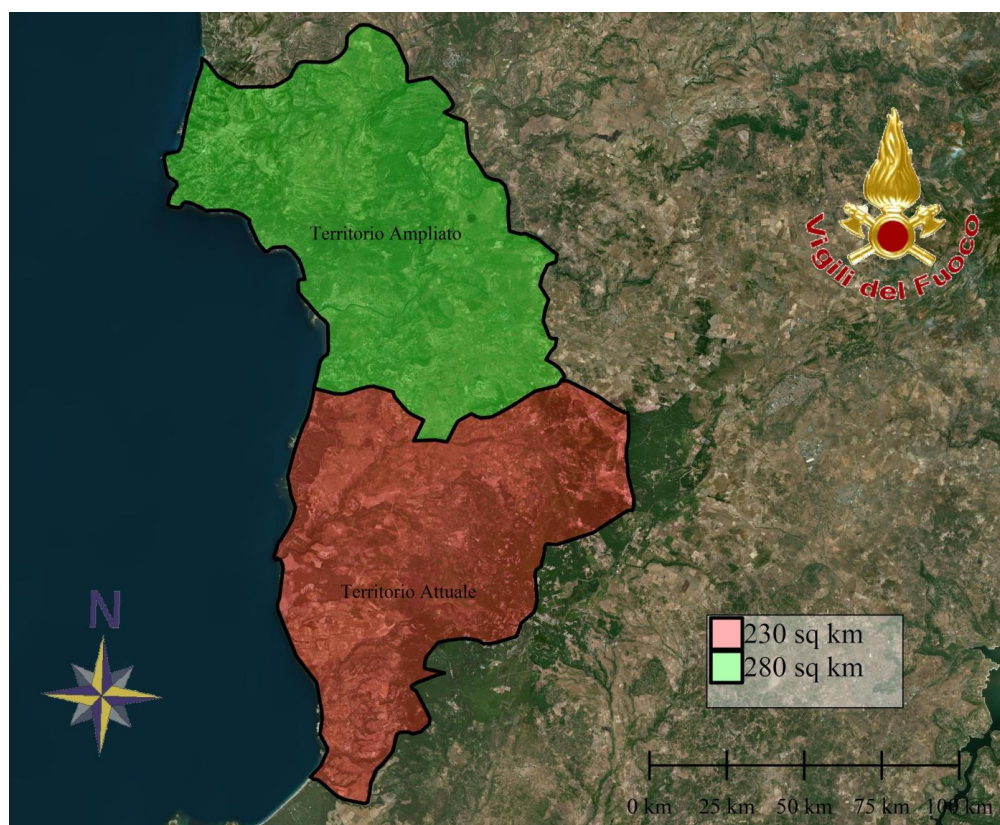 Territorio Ampliato
Vigili del Fuoco
Territorio Attuale
N
230 sq km
280 sq km
0 km 25 km 50 km 75 km 100 km